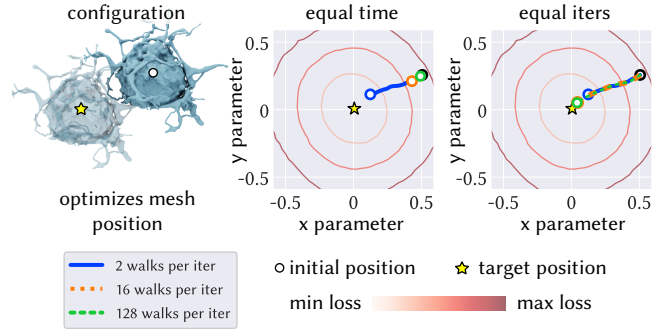 configuration
equal time
equal iters
optimizes mesh
position
y parameter
0.5
0
-0.5
-0.5
0
0.5
x parameter
y parameter
0.5
0
-0.5
-0.5
0
0.5
x parameter
2 walks per iter
16 walks per iter
128 walks per iter
initial position
target position
min loss
max loss